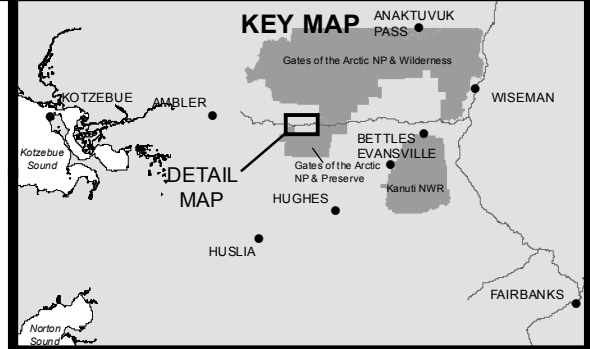 KEY MAP
ANAKTUVUK
PASS
Gates of the Arctic NP & Wilderness
KOTZEBUE
AMBLER
WISEMAN
Kotzebue
Sound
BETTLES
EVANSVILLE
Gates of the Arctic
NP & Preserve
DETAIL
MAP
Kanuti NWR
HUGHES
HUSLIA
FAIRBANKS
Norton
Sound